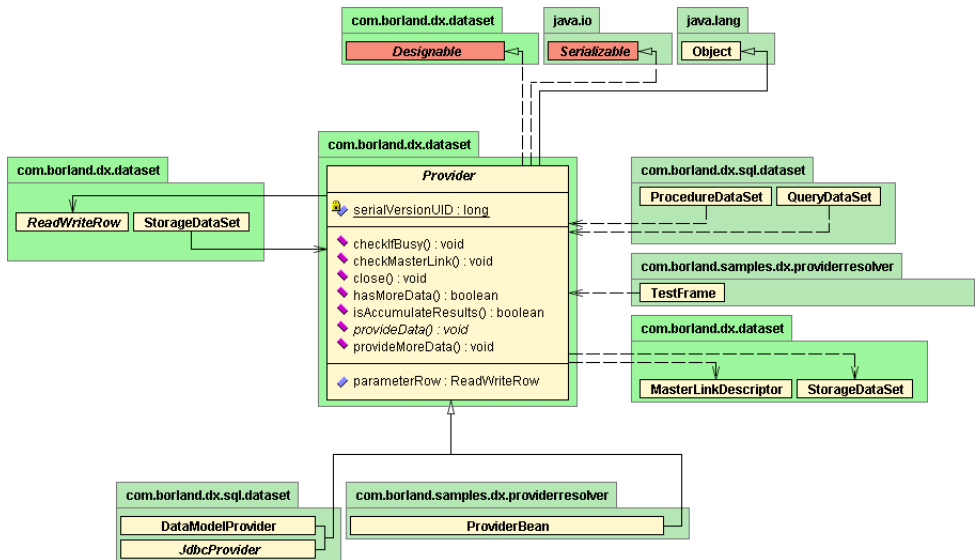 com.borland.dx.dataset
Designable
java.io
Serializable
java.lang
Object
com.borland.dx.dataset
ReadWriteRow
StorageDataSet
com.borland.dx.dataset
Provider
serialVersionUID : long
checkIfBusy() : void
checkMasterLink() : void
close() : void
hasMoreData() : boolean
isAccumulateResults() : boolean
provideData() : void
provideMoreData() : void
parameterRow : ReadWriteRow
com.borland.dx.sql.dataset
ProcedureDataSet
QueryDataSet
com.borland.samples.dx.providerresolver
TestFrame
com.borland.dx.dataset
MasterLinkDescriptor
StorageDataSet
com.borland.dx.sql.dataset
DataModelProvider
JdbcProvider
com.borland.samples.dx.providerresolver
ProviderBean